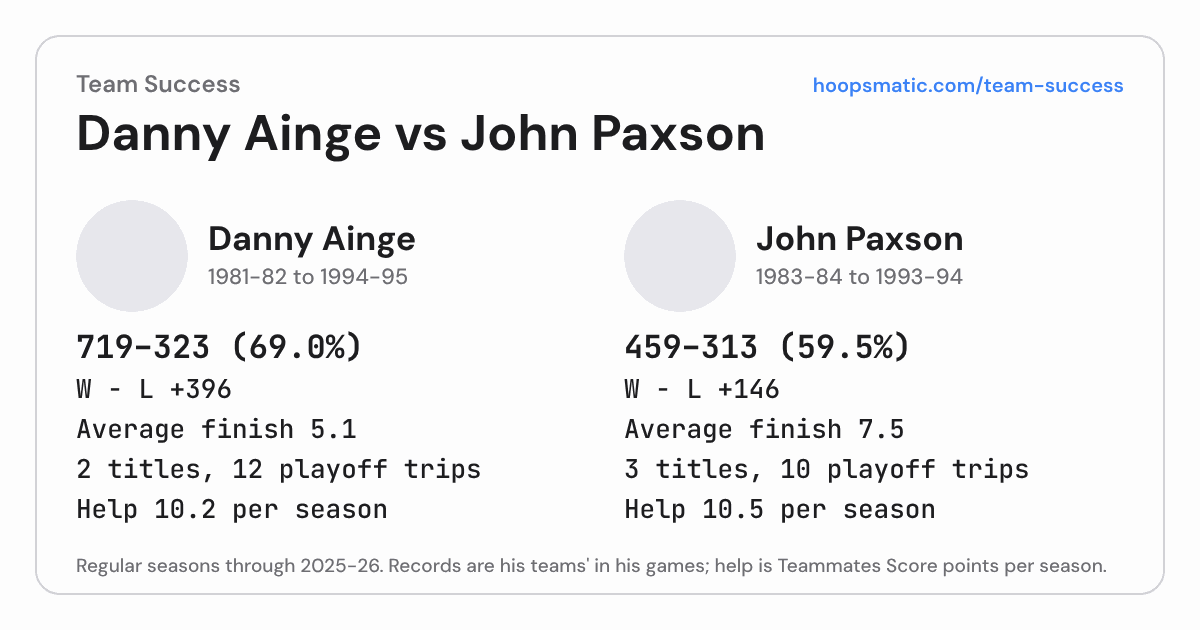 Team Success
hoopsmatic.com/team-success
Danny Ainge vs John Paxson
Danny Ainge
1981-82 to 1994-95
719-323 (69.0%)
W - L +396
Average finish 5.1
2 titles, 12 playoff trips
Help 10.2 per season
John Paxson
1983-84 to 1993-94
459-313 (59.5%)
W - L +146
Average finish 7.5
3 titles, 10 playoff trips
Help 10.5 per season
Regular seasons through 2025-26. Records are his teams' in his games; help is Teammates Score points per season.